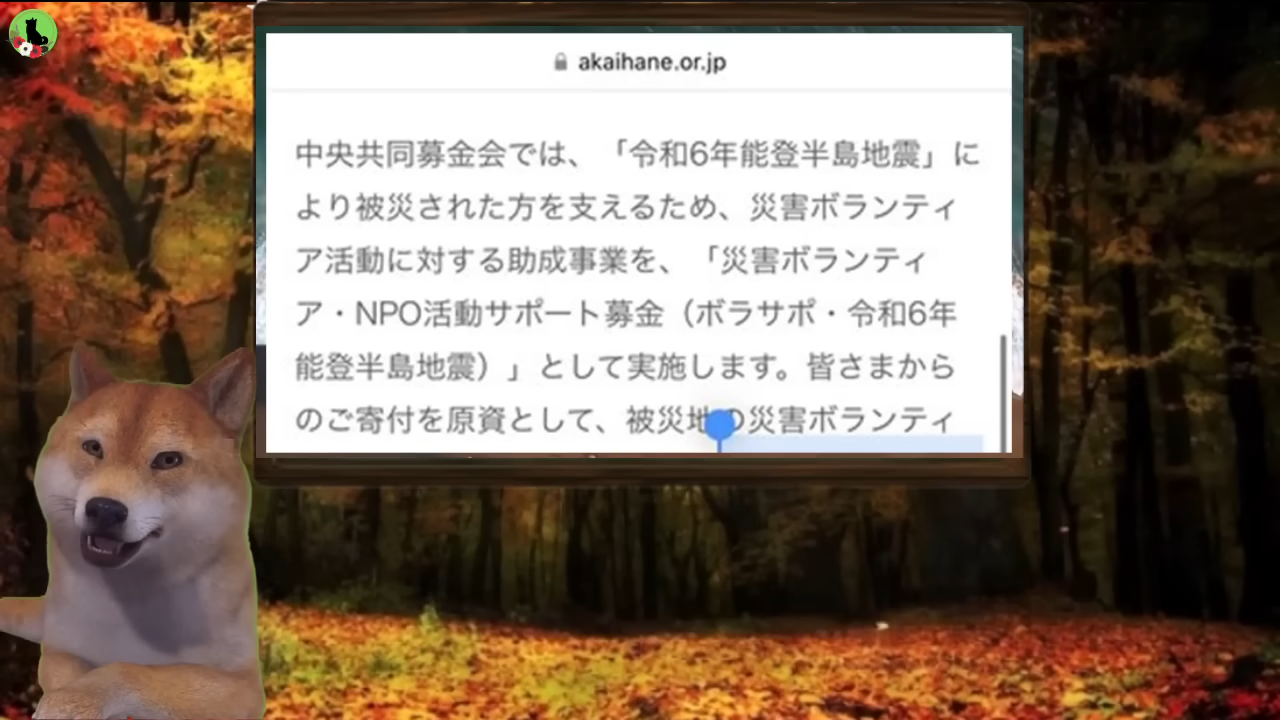 akaihane.or.jp
中央共同募金会では、「令和6年能登半島地震」に
より被災された方を支えるため、災害ボランティ
ア活動に対する助成事業を、「災害ボランティ
ア・NPO活動サポート募金（ボラサポ・令和6年
能登半島地震）」として実施します。皆さまから
のご寄付を原資として、被災地の災害ボランティ